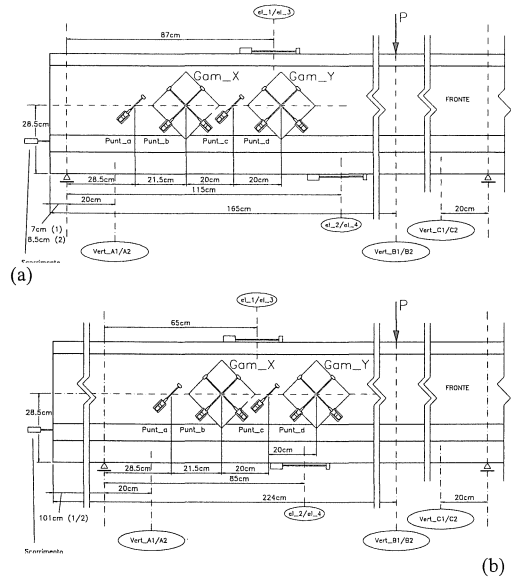 el_1/el_3
P
87cm
Gam_X
Gam_Y
FRONTE
28.5cm
Punt_a
Punt_b
Punt_c
Punt_d
28.5cm
21.5cm
20cm
20cm
115cm
20cm
el_2/el_4
20cm
165cm
7cm (1)
8.5cm (2)
Vert_A1/A2
Vert_B1/B2
Vert_C1/C2
Scorrimento
(a)
el_1/el_3
P
65cm
Gam_X
Gam_Y
FRONTE
28.5cm
Punt_a
Punt_b
Punt_c
Punt_d
20cm
28.5cm
21.5cm
20cm
85cm
20cm
el_2/el_4
20cm
224cm
101cm (1/2)
Vert_A1/A2
Vert_B1/B2
Vert_C1/C2
Scorrimento
(b)